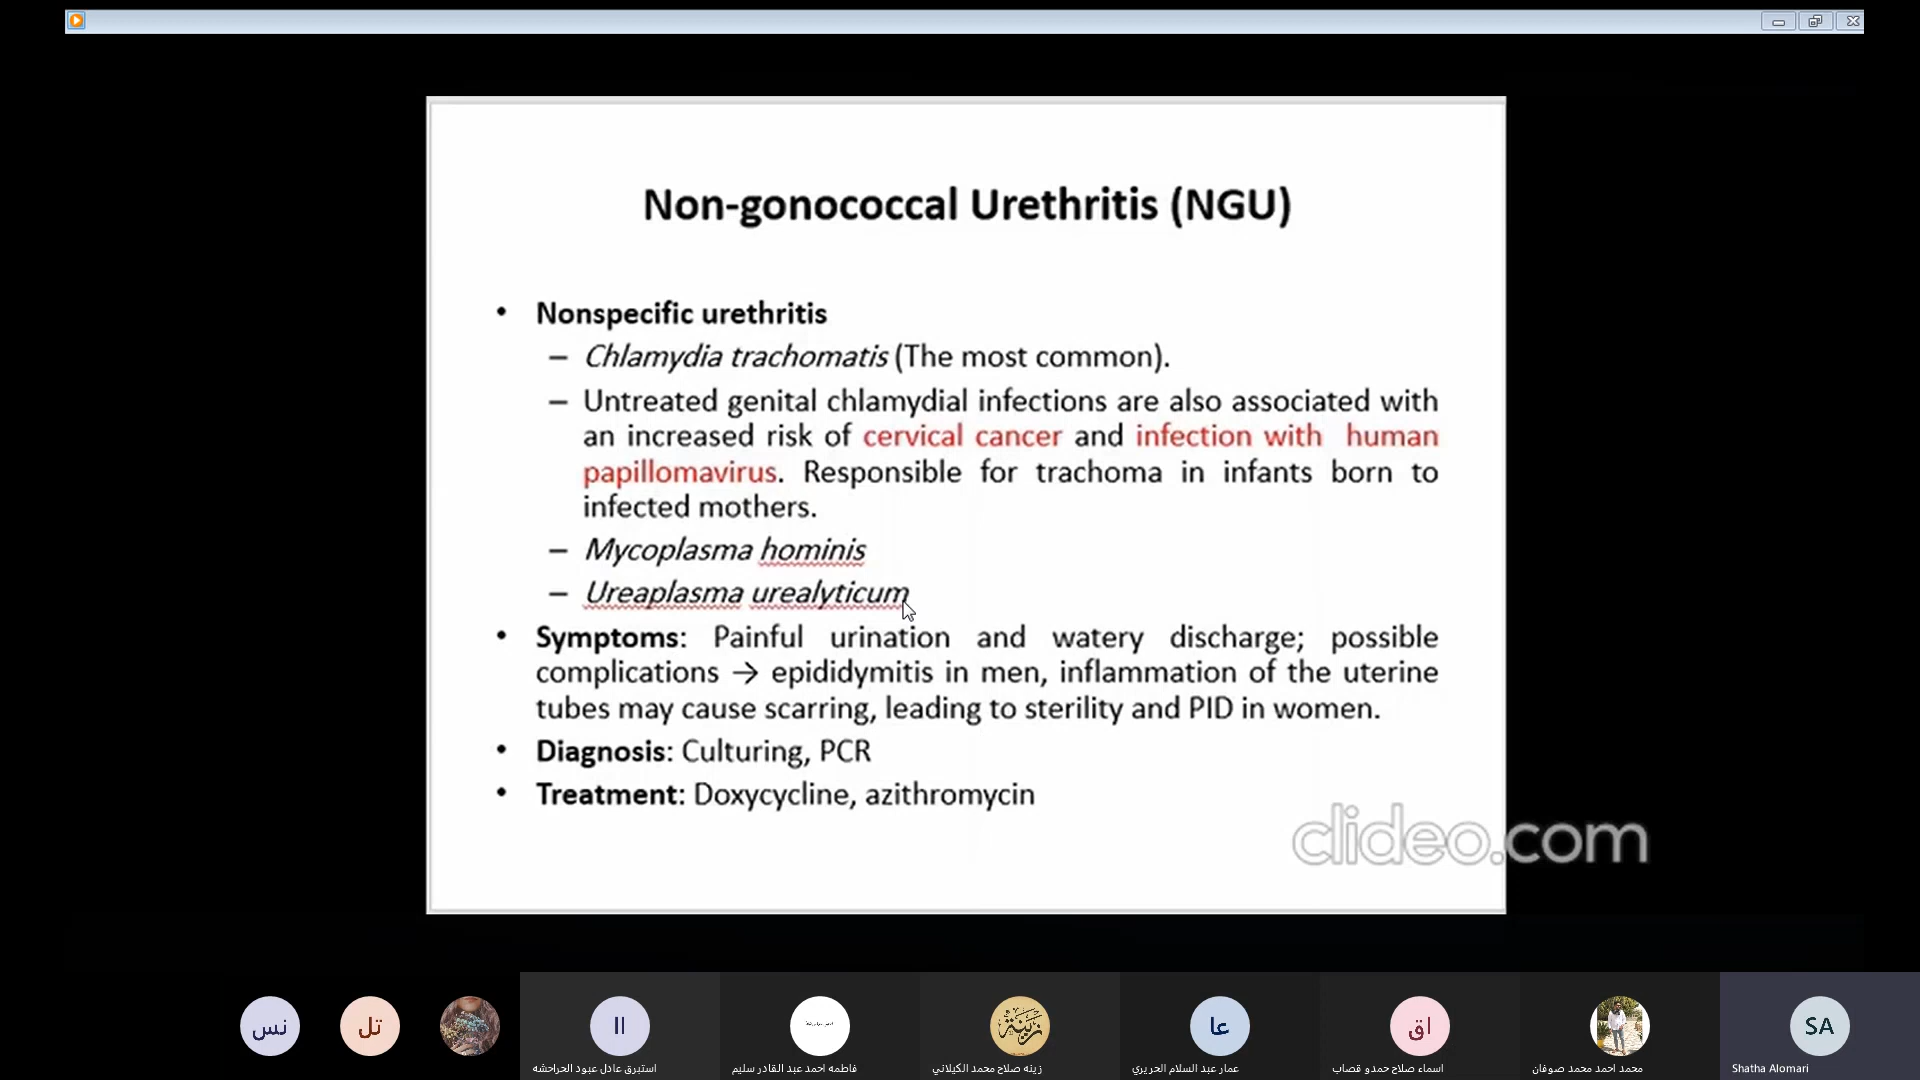 Non-gonococcal Urethritis (NGU)
• Nonspecific urethritis
– Chlamydia trachomatis (The most common).
– Untreated genital chlamydial infections are also associated with
an increased risk of cervical cancer and infection with human
papillomavirus. Responsible for trachoma in infants born to
infected mothers.
– Mycoplasma hominis
– Ureaplasma urealyticum
• Symptoms: Painful urination and watery discharge; possible
complications → epididymitis in men, inflammation of the uterine
tubes may cause scarring, leading to sterility and PID in women.
• Diagnosis: Culturing, PCR
• Treatment: Doxycycline, azithromycin
clideo.com
نس
تل
اا
زينة
عا
اق
SA
استبرق عادل عبود الحراحشه
فاطمه احمد عبد القادر سليم
زينه صلاح محمد الكيلاني
عمار عبد السلام الحريري
اسماء صلاح حمدو قصاب
محمد احمد محمد صوفان
Shatha Alomari